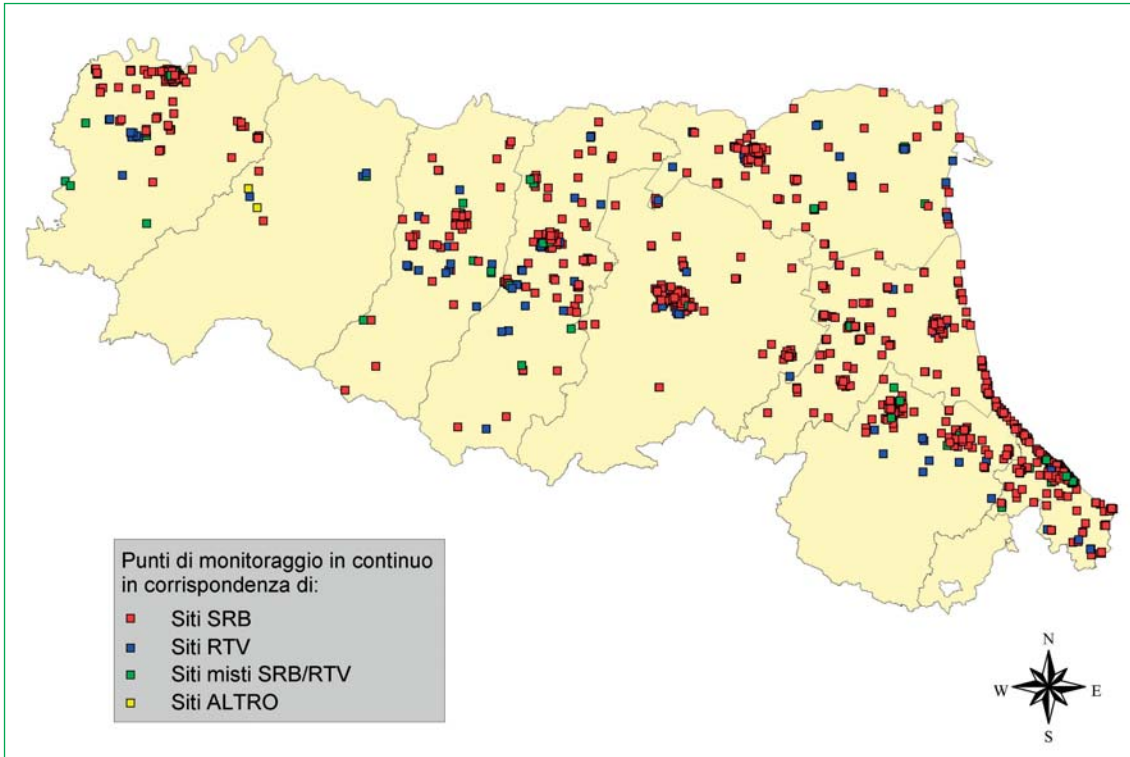 Punti di monitoraggio in continuo
in corrispondenza di:
Siti SRB
Siti RTV
Siti misti SRB/RTV
Siti ALTRO
N
W E
S